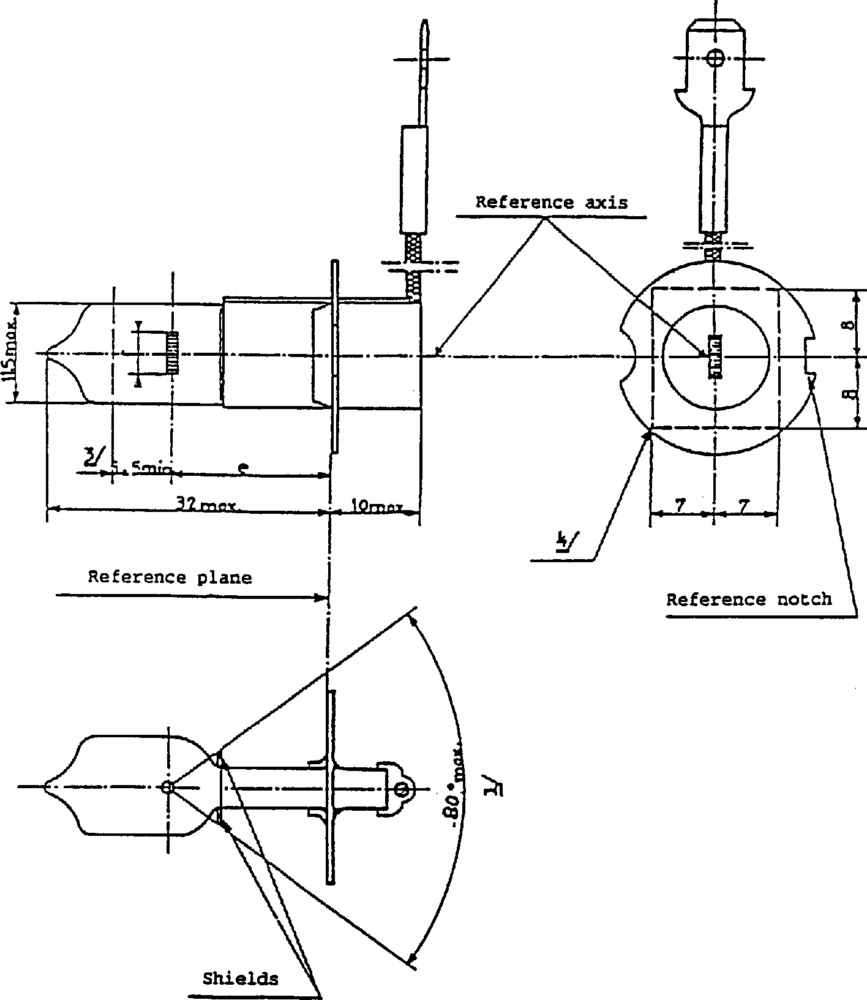 Reference axis
11.5max
8
8
3/
5.5min
e
32max.
10max
7
7
4/
Reference plane
Reference notch
80°max.
1/
Shields